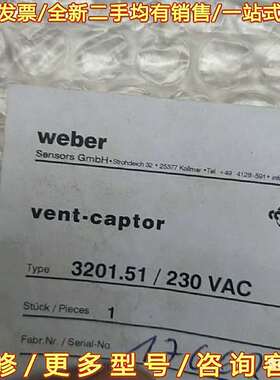 发票/全新二手均有销售/一站式
weber
Sensors GmbH • Strohdeich 32 • 25377 Kollmar • Tel. +49 4128-591 • info
vent-captor
Type 3201.51 / 230 VAC
Stück / Pieces 1
Fabr.Nr. / Serial-No.
修/更多型号/咨询客